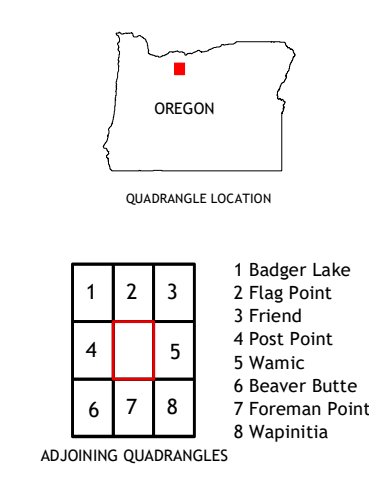 OREGON
QUADRANGLE LOCATION
1 2 3
4 5
6 7 8
1 Badger Lake
2 Flag Point
3 Friend
4 Post Point
5 Wamic
6 Beaver Butte
7 Foreman Point
8 Wapinitia
ADJOINING QUADRANGLES